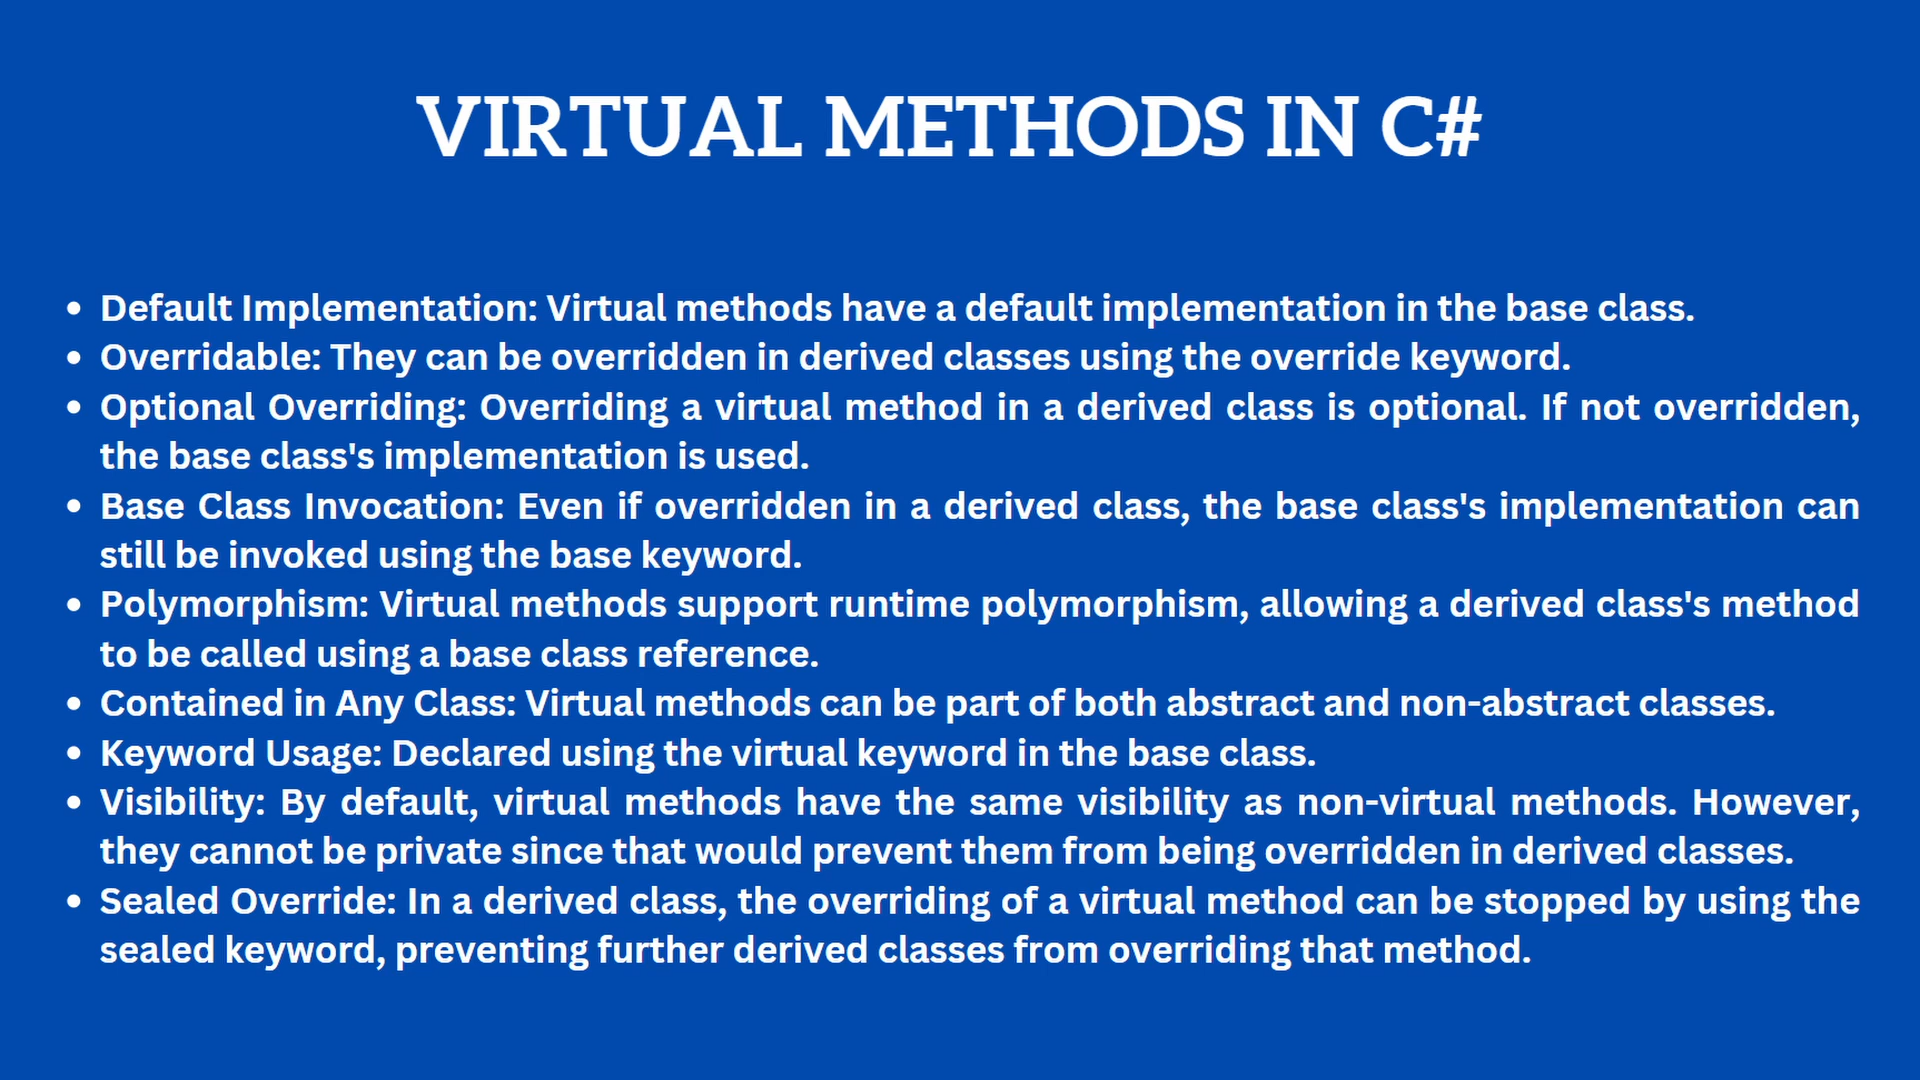 VIRTUAL METHODS IN C#
• Default Implementation: Virtual methods have a default implementation in the base class.
• Overridable: They can be overridden in derived classes using the override keyword.
• Optional Overriding: Overriding a virtual method in a derived class is optional. If not overridden,
the base class's implementation is used.
• Base Class Invocation: Even if overridden in a derived class, the base class's implementation can
still be invoked using the base keyword.
• Polymorphism: Virtual methods support runtime polymorphism, allowing a derived class's method
to be called using a base class reference.
• Contained in Any Class: Virtual methods can be part of both abstract and non-abstract classes.
• Keyword Usage: Declared using the virtual keyword in the base class.
• Visibility: By default, virtual methods have the same visibility as non-virtual methods. However,
they cannot be private since that would prevent them from being overridden in derived classes.
• Sealed Override: In a derived class, the overriding of a virtual method can be stopped by using the
sealed keyword, preventing further derived classes from overriding that method.